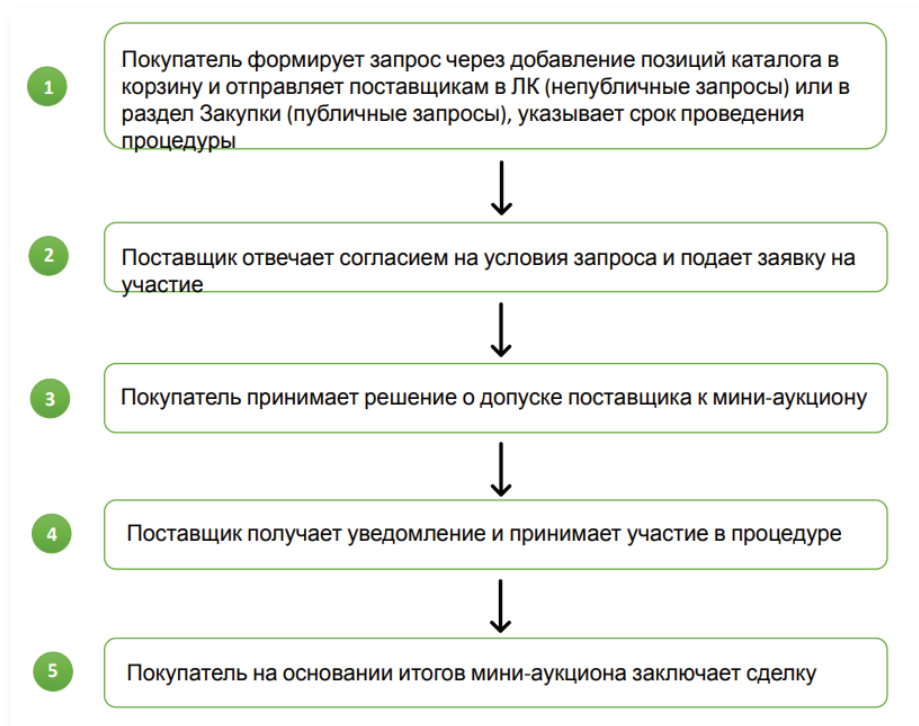 1
Покупатель формирует запрос через добавление позиций каталога в
корзину и отправляет поставщикам в ЛК (непубличные запросы) или в
раздел Закупки (публичные запросы), указывает срок проведения
процедуры
2
Поставщик отвечает согласием на условия запроса и подает заявку на
участие
3
Покупатель принимает решение о допуске поставщика к мини-аукциону
4
Поставщик получает уведомление и принимает участие в процедуре
5
Покупатель на основании итогов мини-аукциона заключает сделку